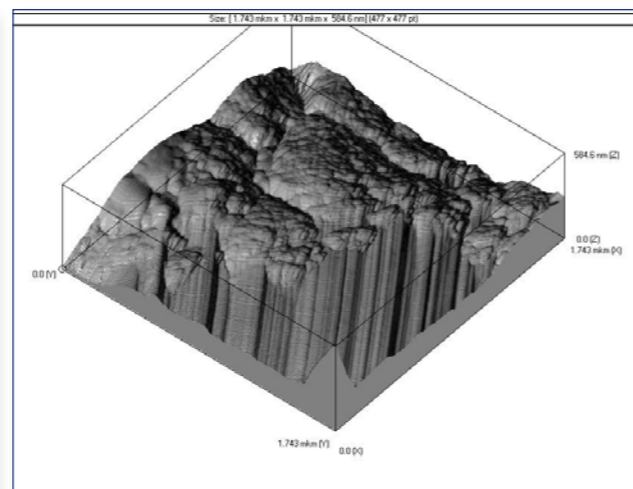 Size: [ 1.743 mkm x 1.743 mkm x 584.6 nm] (477 x 477 pt)
584.6 nm [Z]
0.0 [Z]
1.743 mkm [X]
0.0 [Y]
1.743 mkm [Y]
0.0 [X]